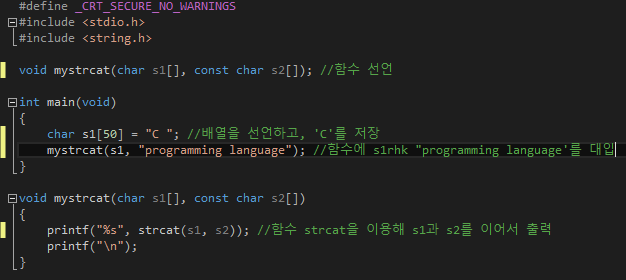 #define _CRT_SECURE_NO_WARNINGS
#include <stdio.h>
#include <string.h>
void mystrcat(char s1[], const char s2[]); //함수 선언
int main(void)
{
char s1[50] = "C "; //배열을 선언하고, 'C'를 저장
mystrcat(s1, "programming language"); //함수에 s1rhk "programming language'를 대입
}
void mystrcat(char s1[], const char s2[])
{
printf("%s", strcat(s1, s2)); //함수 strcat을 이용해 s1과 s2를 이어서 출력
printf("\n");
}